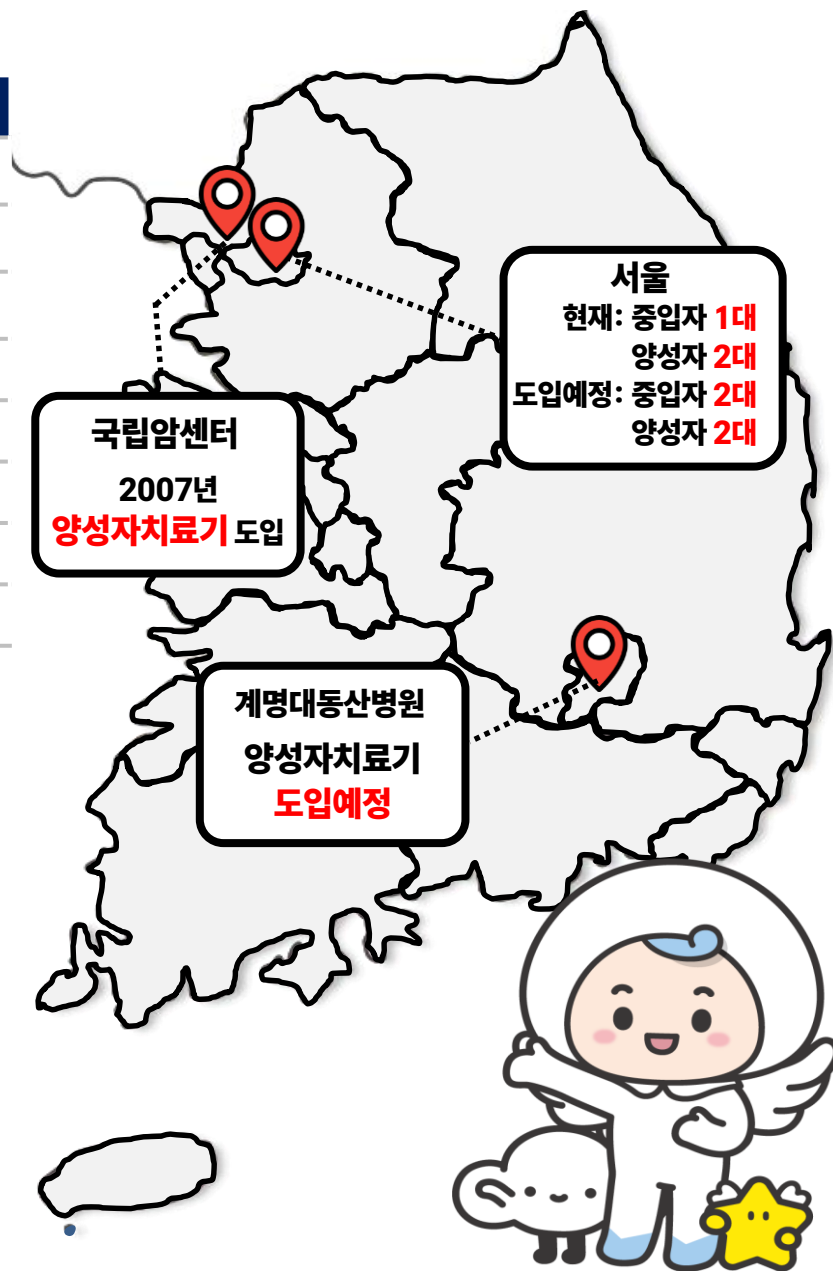 서울
현재: 중입자 1대
양성자 2대
도입예정: 중입자 2대
양성자 2대
국립암센터
2007년
양성자치료기 도입
계명대동산병원
양성자치료기
도입예정